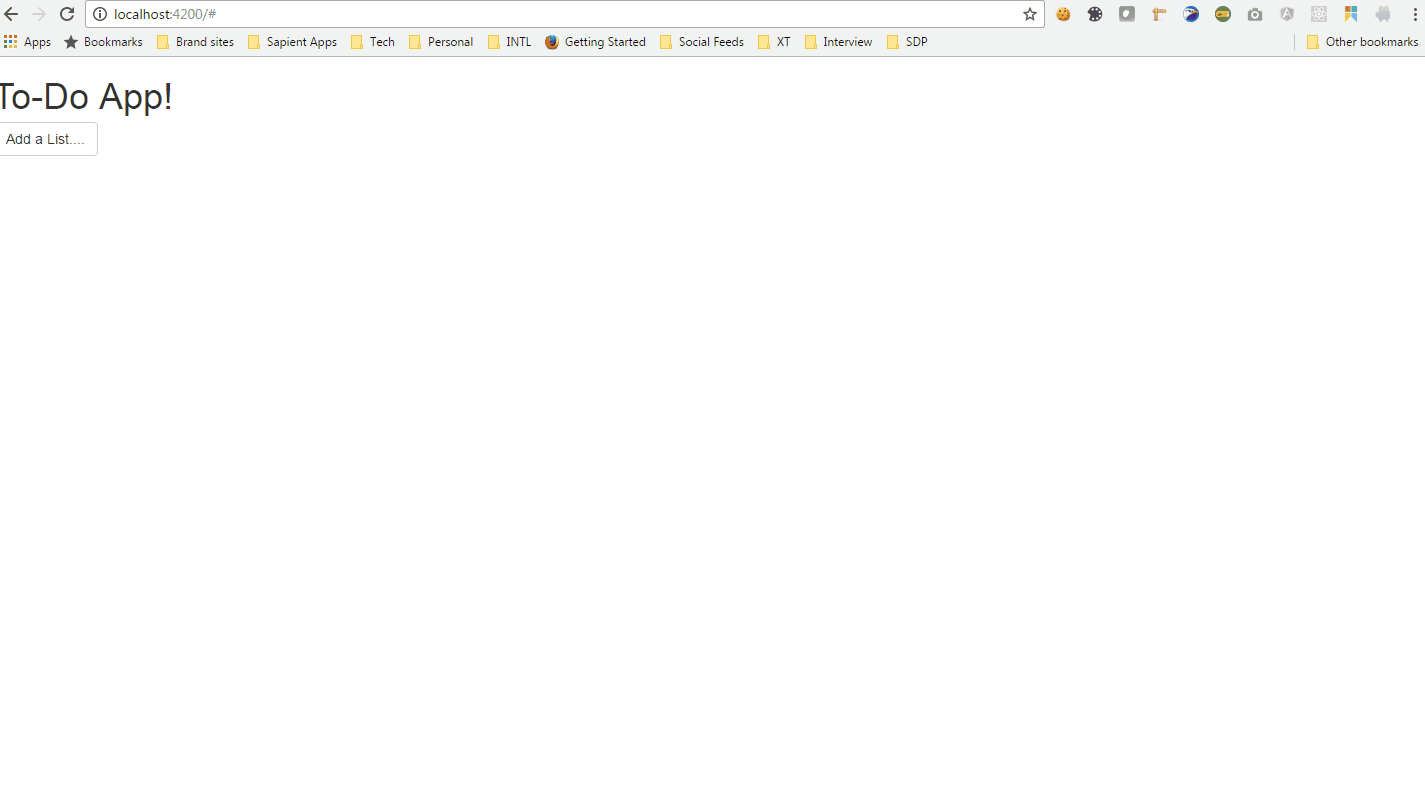 localhost:4200/#
Apps Bookmarks Brand sites Sapient Apps Tech Personal INTL Getting Started Social Feeds XT Interview SDP Other bookmarks
To-Do App!
Add a List....